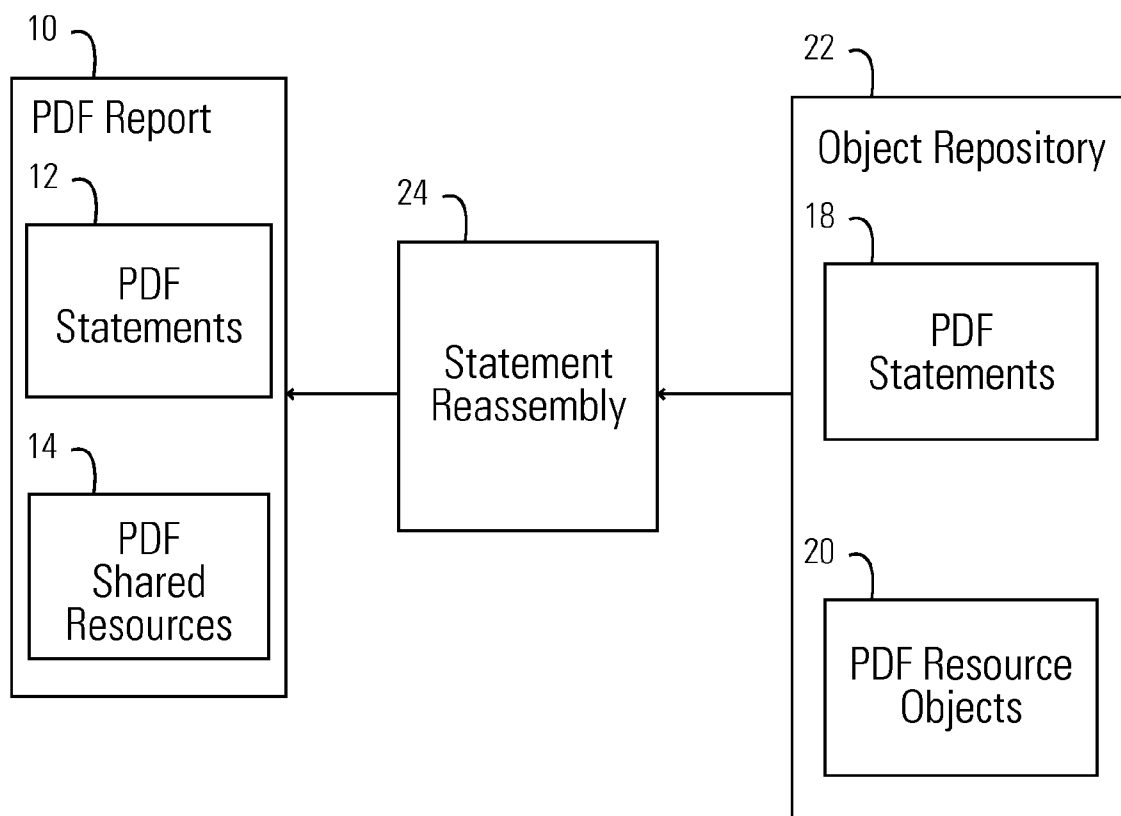 10
PDF Report
12
PDF
Statements
14
PDF
Shared
Resources
24
Statement
Reassembly
22
Object Repository
18
PDF
Statements
20
PDF Resource
Objects